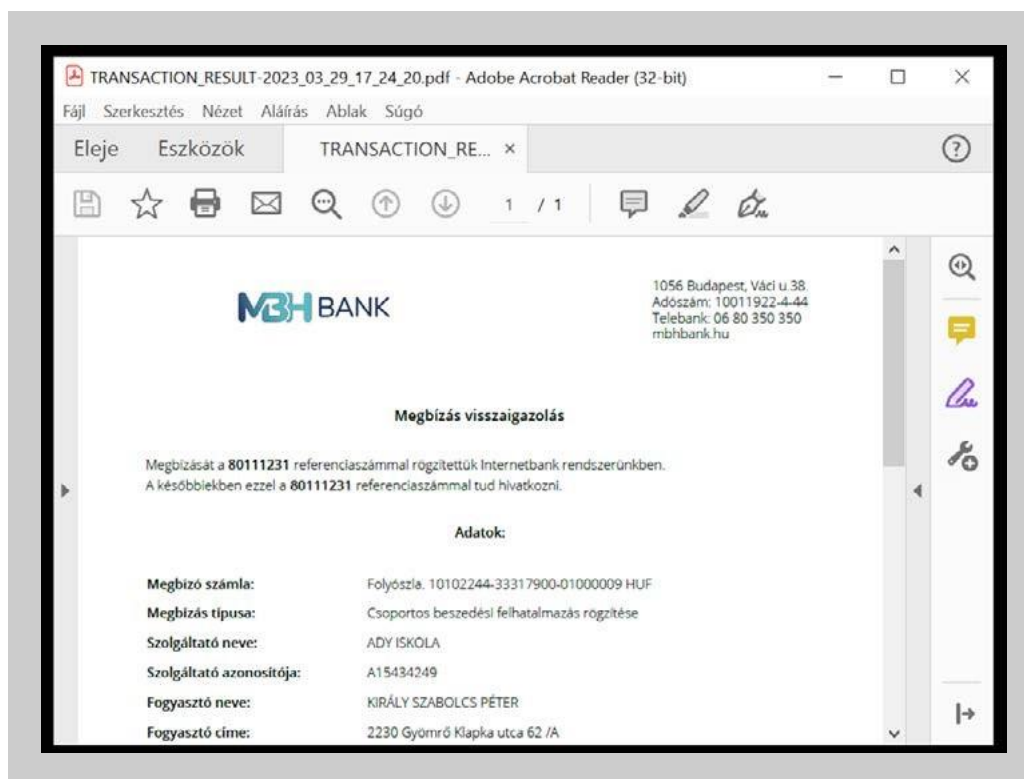 TRANSACTION_RESULT-2023_03_29_17_24_20.pdf - Adobe Acrobat Reader (32-bit)
Fájl Szerkesztés Nézet Aláírás Ablak Súgó
Eleje Eszközök TRANSACTION_RE... ×
1 / 1
MBH BANK
1056 Budapest, Váci u 38.
Adószám: 10011922-4-44
Telebank: 06 80 350 350
mbhbank.hu
Megbízás visszaigazolás
Megbízását a 80111231 referenciaszámmal rögzítettük Internetbank rendszerünkben.
A későbbiekben ezzel a 80111231 referenciaszámmal tud hivatkozni.
Adatok:
Megbízó számla: Folyószla. 10102244-33317900-01000009 HUF
Megbízás típusa: Csoportos beszedési felhatalmazás rögzítése
Szolgáltató neve: ADY ISKOLA
Szolgáltató azonosítója: A15434249
Fogyasztó neve: KIRÁLY SZABOLCS PÉTER
Fogyasztó címe: 2230 Gyömrő Klapka utca 62 /A